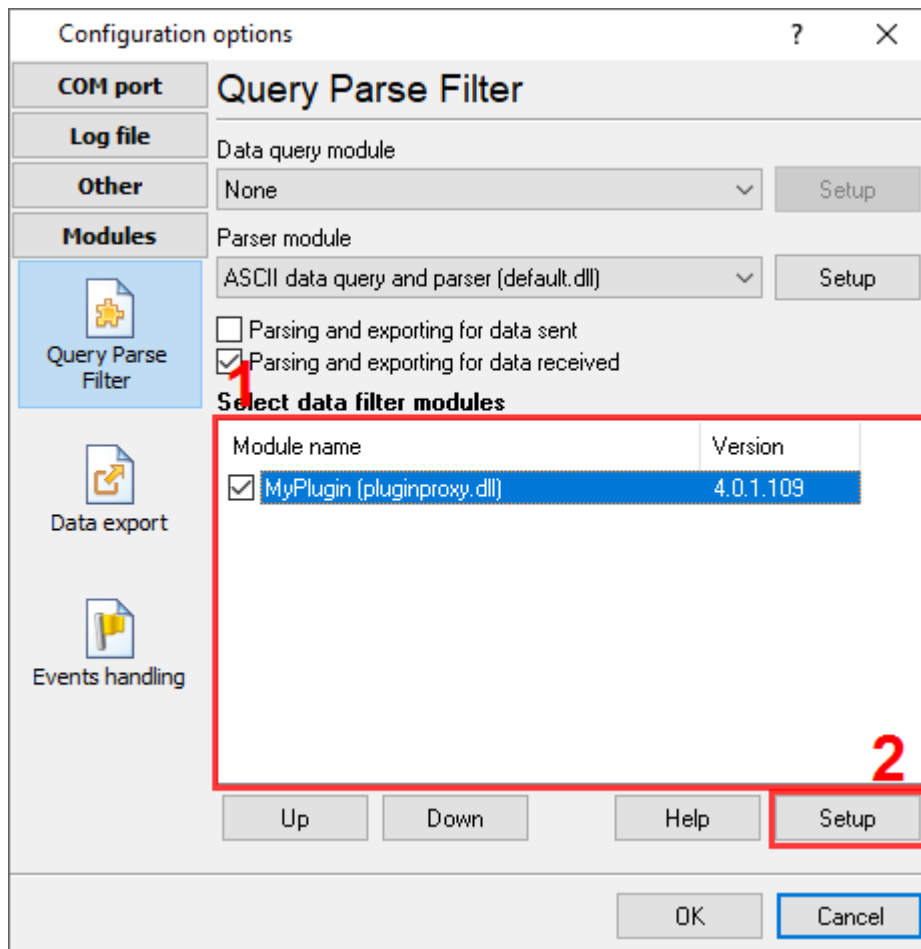 Configuration options
?
COM port
Log file
Other
Modules
Query Parse
Filter
Data export
Events handling
Query Parse Filter
Data query module
None
Setup
Parser module
ASCII data query and parser (default.dll)
Setup
Parsing and exporting for data sent
Parsing and exporting for data received
1
Select data filter modules
Module name
Version
MyPlugin (pluginproxy.dll)
4.0.1.109
2
Up
Down
Help
Setup
OK
Cancel